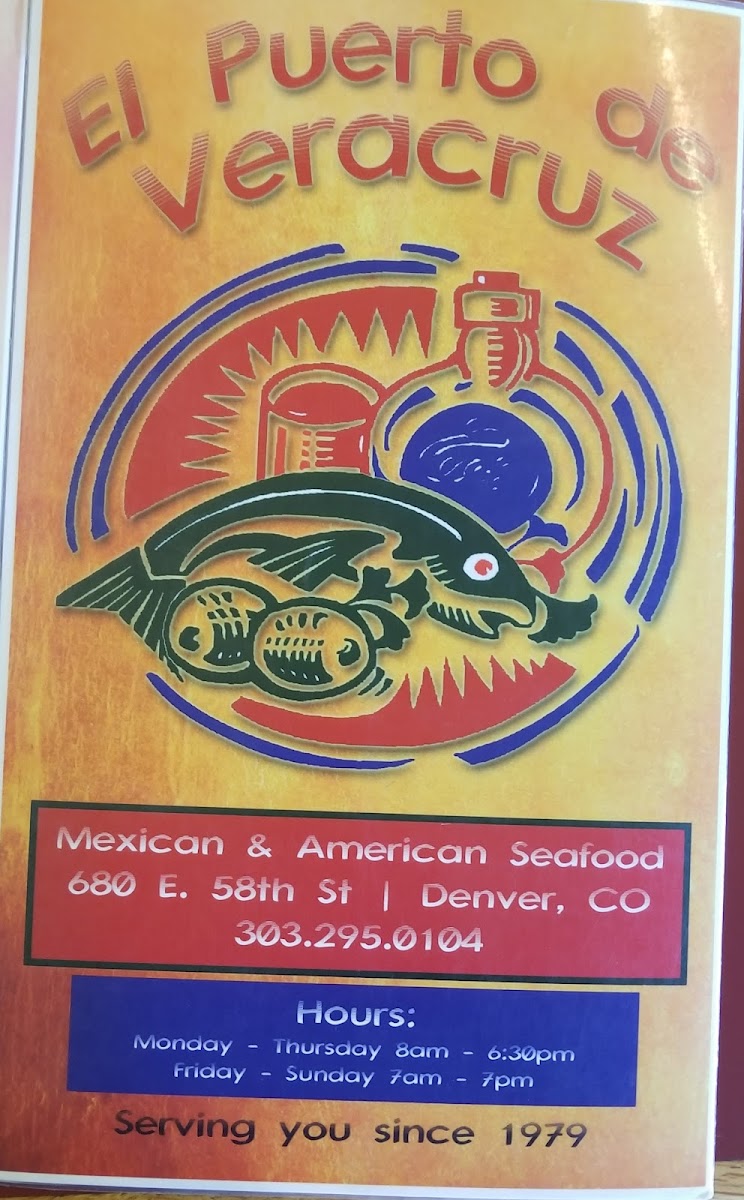 El Puerto de
Veracruz
Mexican & American Seafood
680 E. 58th St | Denver, CO
303.295.0104
Hours:
Monday - Thursday 8am - 6:30pm
Friday - Sunday 7am - 7pm
Serving you since 1979